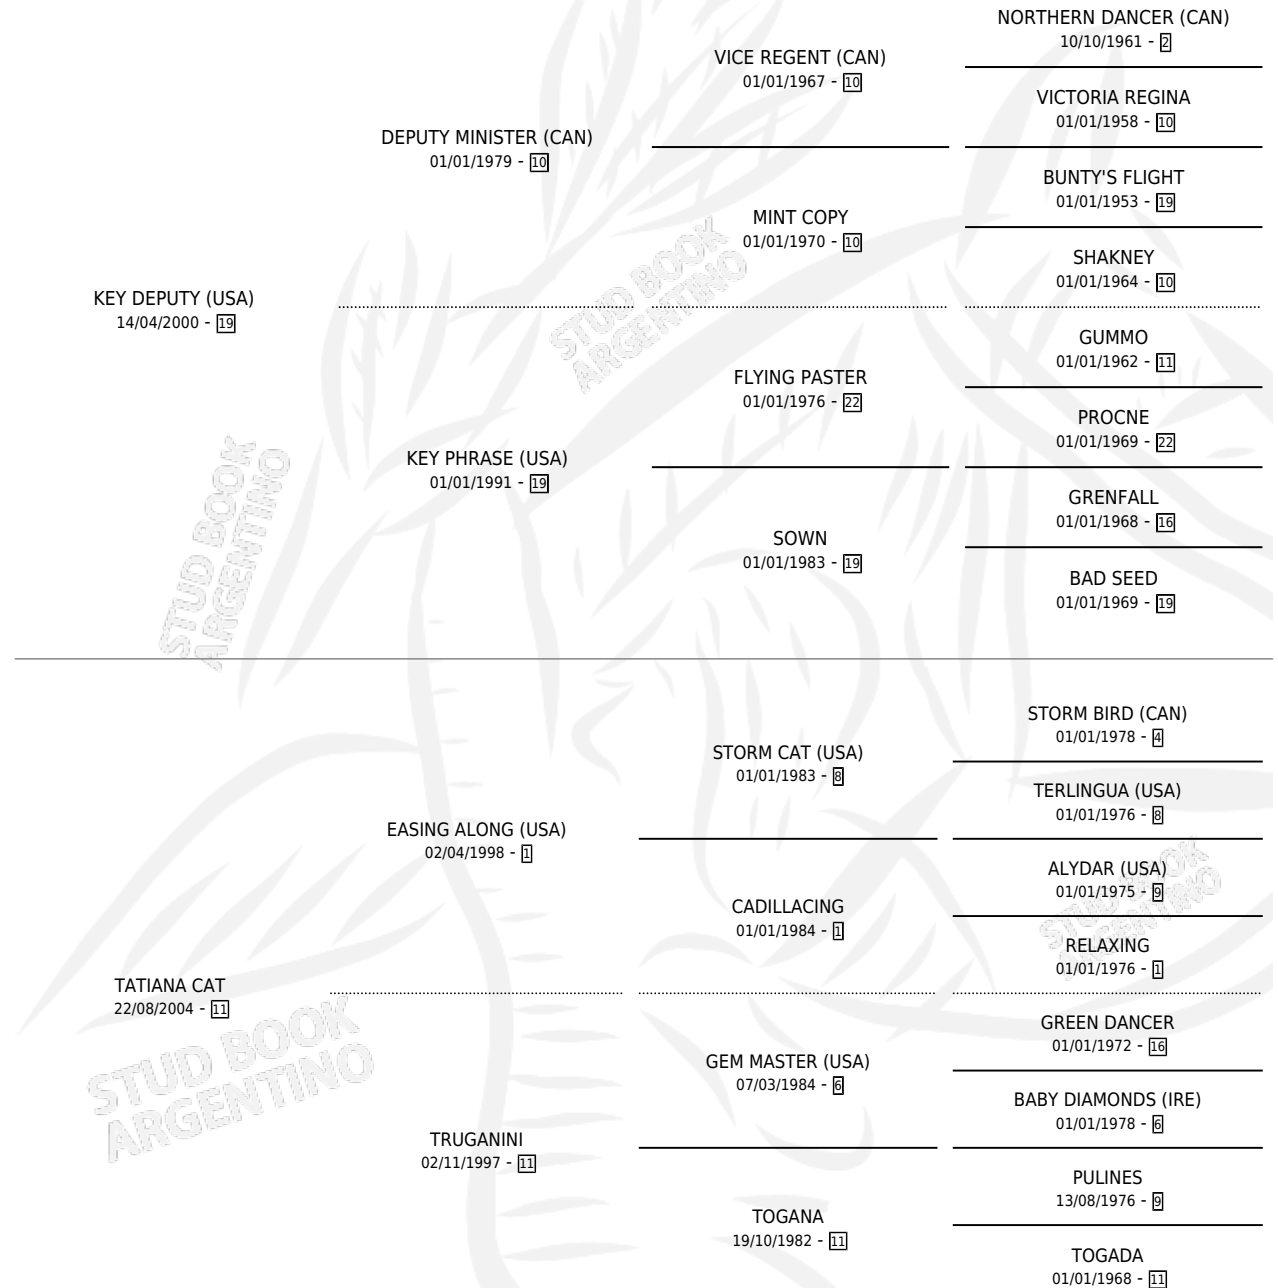 NORTHERN DANCER (CAN)
10/10/1961 - 2
VICE REGENT (CAN)
01/01/1967 - 10
VICTORIA REGINA
01/01/1958 - 10
DEPUTY MINISTER (CAN)
01/01/1979 - 10
BUNTY'S FLIGHT
01/01/1953 - 19
MINT COPY
01/01/1970 - 10
SHAKNEY
01/01/1964 - 10
KEY DEPUTY (USA)
14/04/2000 - 19
GUMMO
01/01/1962 - 11
FLYING PASTER
01/01/1976 - 22
PROCNE
01/01/1969 - 22
KEY PHRASE (USA)
01/01/1991 - 19
GRENFALL
01/01/1968 - 16
SOWN
01/01/1983 - 19
BAD SEED
01/01/1969 - 19
STUD BOOK
ARGENTINO
STUD BOOK
ARGENTINO
STORM BIRD (CAN)
01/01/1978 - 4
STORM CAT (USA)
01/01/1983 - 8
TERLINGUA (USA)
01/01/1976 - 8
EASING ALONG (USA)
02/04/1998 - 1
ALYDAR (USA)
01/01/1975 - 9
CADILLACING
01/01/1984 - 1
RELAXING
01/01/1976 - 1
TATIANA CAT
22/08/2004 - 11
GREEN DANCER
01/01/1972 - 16
GEM MASTER (USA)
07/03/1984 - 6
BABY DIAMONDS (IRE)
01/01/1978 - 6
TRUGANINI
02/11/1997 - 11
PULINES
13/08/1976 - 9
TOGANA
19/10/1982 - 11
TOGADA
01/01/1968 - 11
STUD BOOK
ARGENTINO
STUD BOOK
ARGENTINO